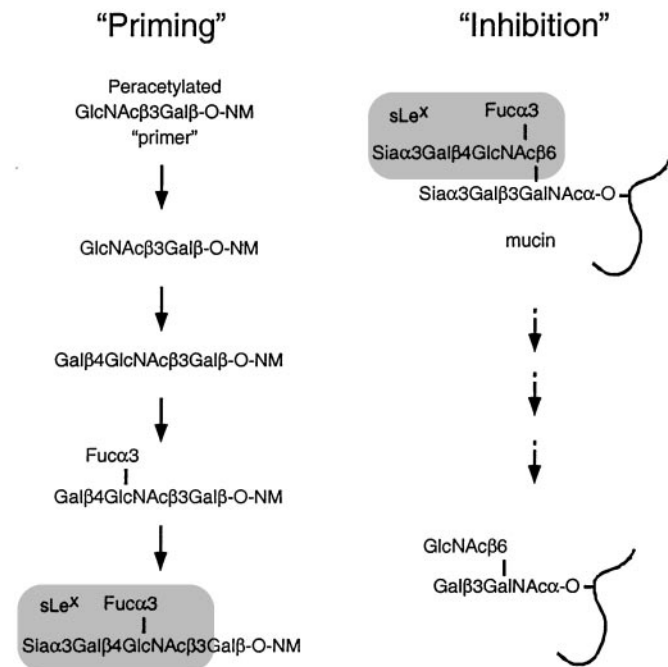 “Priming”
Peracetylated
GlcNAcβ3Galβ-O-NM
“primer”
GlcNAcβ3Galβ-O-NM
Galβ4GlcNAcβ3Galβ-O-NM
Fucα3
Galβ4GlcNAcβ3Galβ-O-NM
sLeˣ Fucα3
Siaα3Galβ4GlcNAcβ3Galβ-O-NM
“Inhibition”
sLeˣ Fucα3
Siaα3Galβ4GlcNAcβ6
Siaα3Galβ3GalNAcα-O
mucin
GlcNAcβ6
Galβ3GalNAcα-O